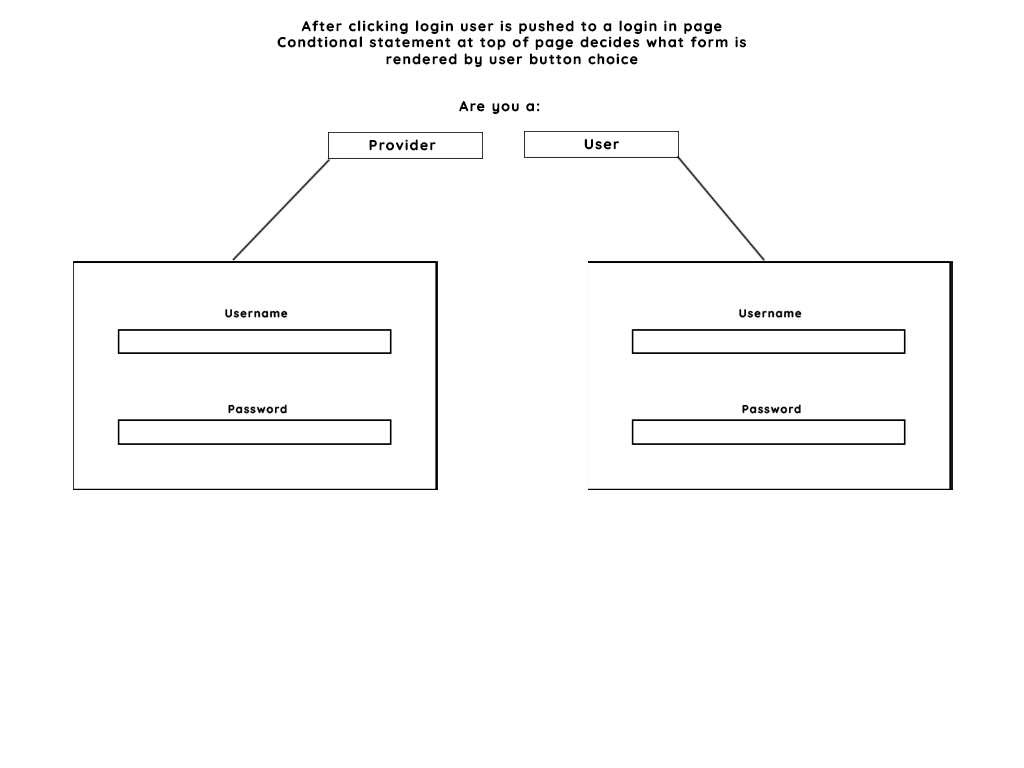 After clicking login user is pushed to a login in page
Condtional statement at top of page decides what form is
rendered by user button choice
Are you a:
Provider
User
Username
Username
Password
Password